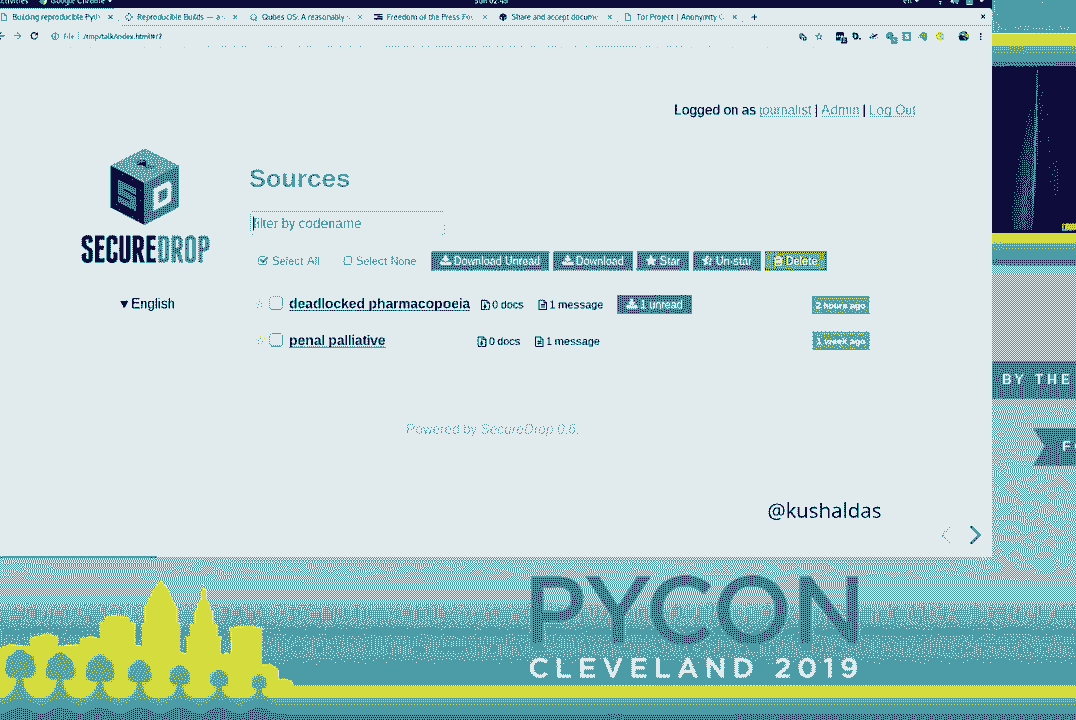 Google Chrome ▾
Sun 02:45
en ▾
Building reproducible Pyth
Reproducible Builds — a
Qubes OS: A reasonably
Freedom of the Press Fo
Share and accept docume
Tor Project | Anonymity O
File | /tmp/talk/index.html#/2
Logged on as journalist | Admin | Log Out
SD
SECUREDROP
Sources
filter by codename
Select All
Select None
Download Unread
Download
Star
Un-star
Delete
▾ English
deadlocked pharmacopoeia
0 docs
1 message
1 unread
2 hours ago
penal palliative
0 docs
1 message
1 week ago
Powered by SecureDrop 0.6.
@kushaldas
BY THE
PYCON
CLEVELAND 2019